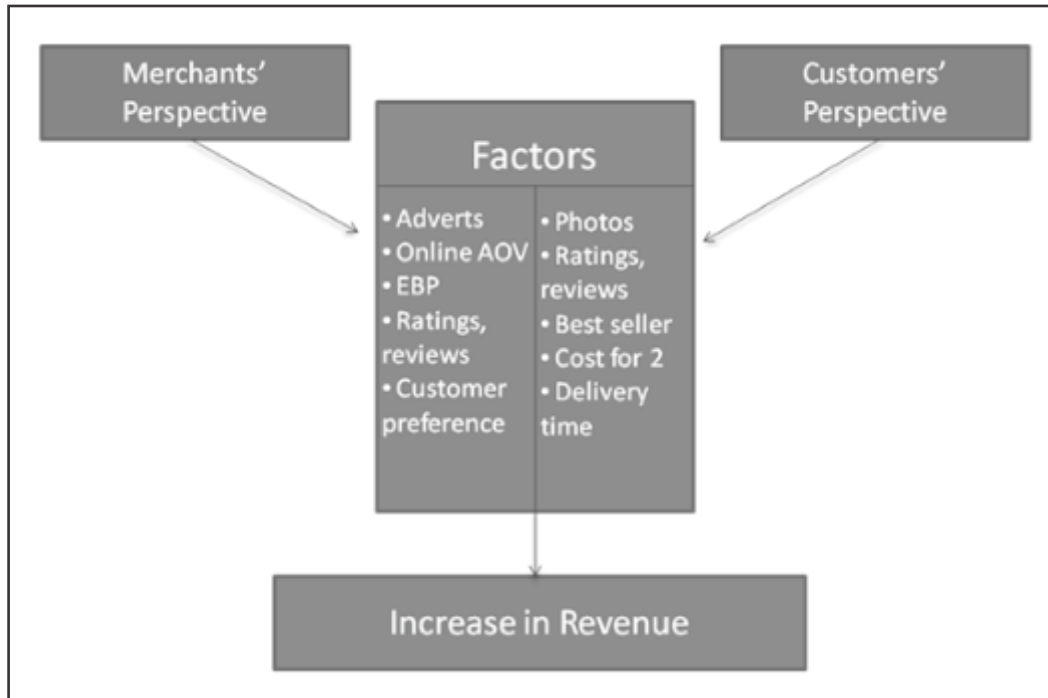 Merchants’
Perspective
Customers’
Perspective
Factors
• Adverts
• Online AOV
• EBP
• Ratings,
reviews
• Customer
preference
• Photos
• Ratings,
reviews
• Best seller
• Cost for 2
• Delivery
time
Increase in Revenue